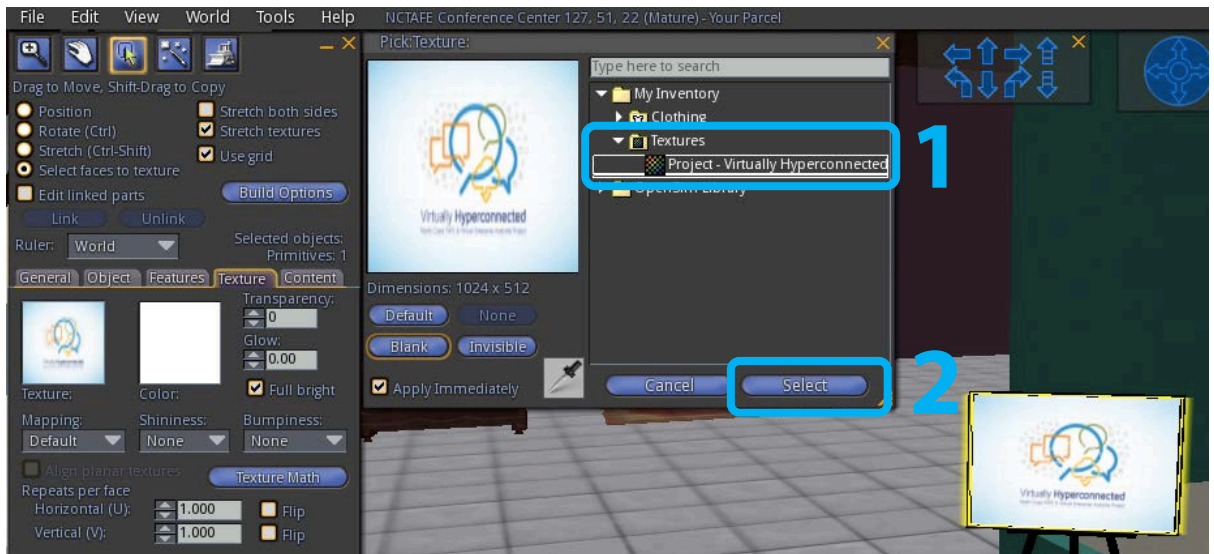 File Edit View World Tools Help NCTAFE Conference Center 127, 51, 22 (Mature) - Your Parcel
Drag to Move, Shift-Drag to Copy
Position
Rotate (Ctrl)
Stretch (Ctrl-Shift)
Select faces to texture
Stretch both sides
Stretch textures
Use grid
Edit linked parts
Build Options
Link Unlink
Ruler: World
Selected objects:
Primitives: 1
General Object Features Texture Content
Transparency:
0
Glow:
0.00
Full bright
Texture: Color:
Mapping: Shininess: Bumpiness:
Default None None
Align planar textures
Texture Math
Repeats per face
Horizontal (U): 1.000 Flip
Vertical (V): 1.000 Flip
Pick:Texture:
Virtually Hyperconnected
Dimensions: 1024 x 512
Default None
Blank Invisible
Apply Immediately
Type here to search
My Inventory
Clothing
Textures
Project - Virtually Hyperconnected
OpenSim Library
1
Cancel Select
2
Virtually Hyperconnected